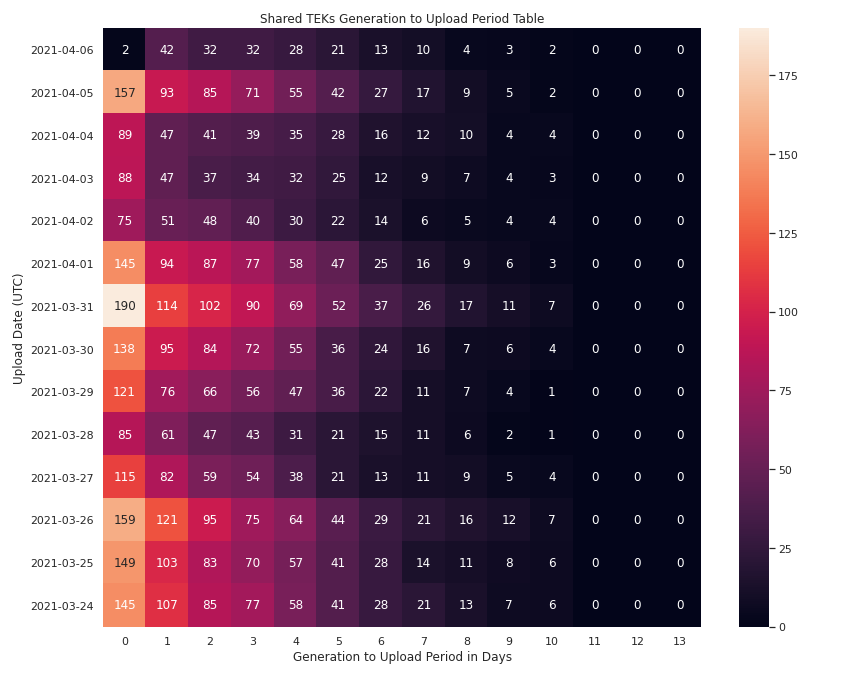 Shared TEKs Generation to Upload Period Table
Upload Date (UTC)
2021-04-06 2 42 32 32 28 21 13 10 4 3 2 0 0 0
2021-04-05 157 93 85 71 55 42 27 17 9 5 2 0 0 0
2021-04-04 89 47 41 39 35 28 16 12 10 4 4 0 0 0
2021-04-03 88 47 37 34 32 25 12 9 7 4 3 0 0 0
2021-04-02 75 51 48 40 30 22 14 6 5 4 4 0 0 0
2021-04-01 145 94 87 77 58 47 25 16 9 6 3 0 0 0
2021-03-31 190 114 102 90 69 52 37 26 17 11 7 0 0 0
2021-03-30 138 95 84 72 55 36 24 16 7 6 4 0 0 0
2021-03-29 121 76 66 56 47 36 22 11 7 4 1 0 0 0
2021-03-28 85 61 47 43 31 21 15 11 6 2 1 0 0 0
2021-03-27 115 82 59 54 38 21 13 11 9 5 4 0 0 0
2021-03-26 159 121 95 75 64 44 29 21 16 12 7 0 0 0
2021-03-25 149 103 83 70 57 41 28 14 11 8 6 0 0 0
2021-03-24 145 107 85 77 58 41 28 21 13 7 6 0 0 0
0 1 2 3 4 5 6 7 8 9 10 11 12 13
Generation to Upload Period in Days
175
150
125
100
75
50
25
0